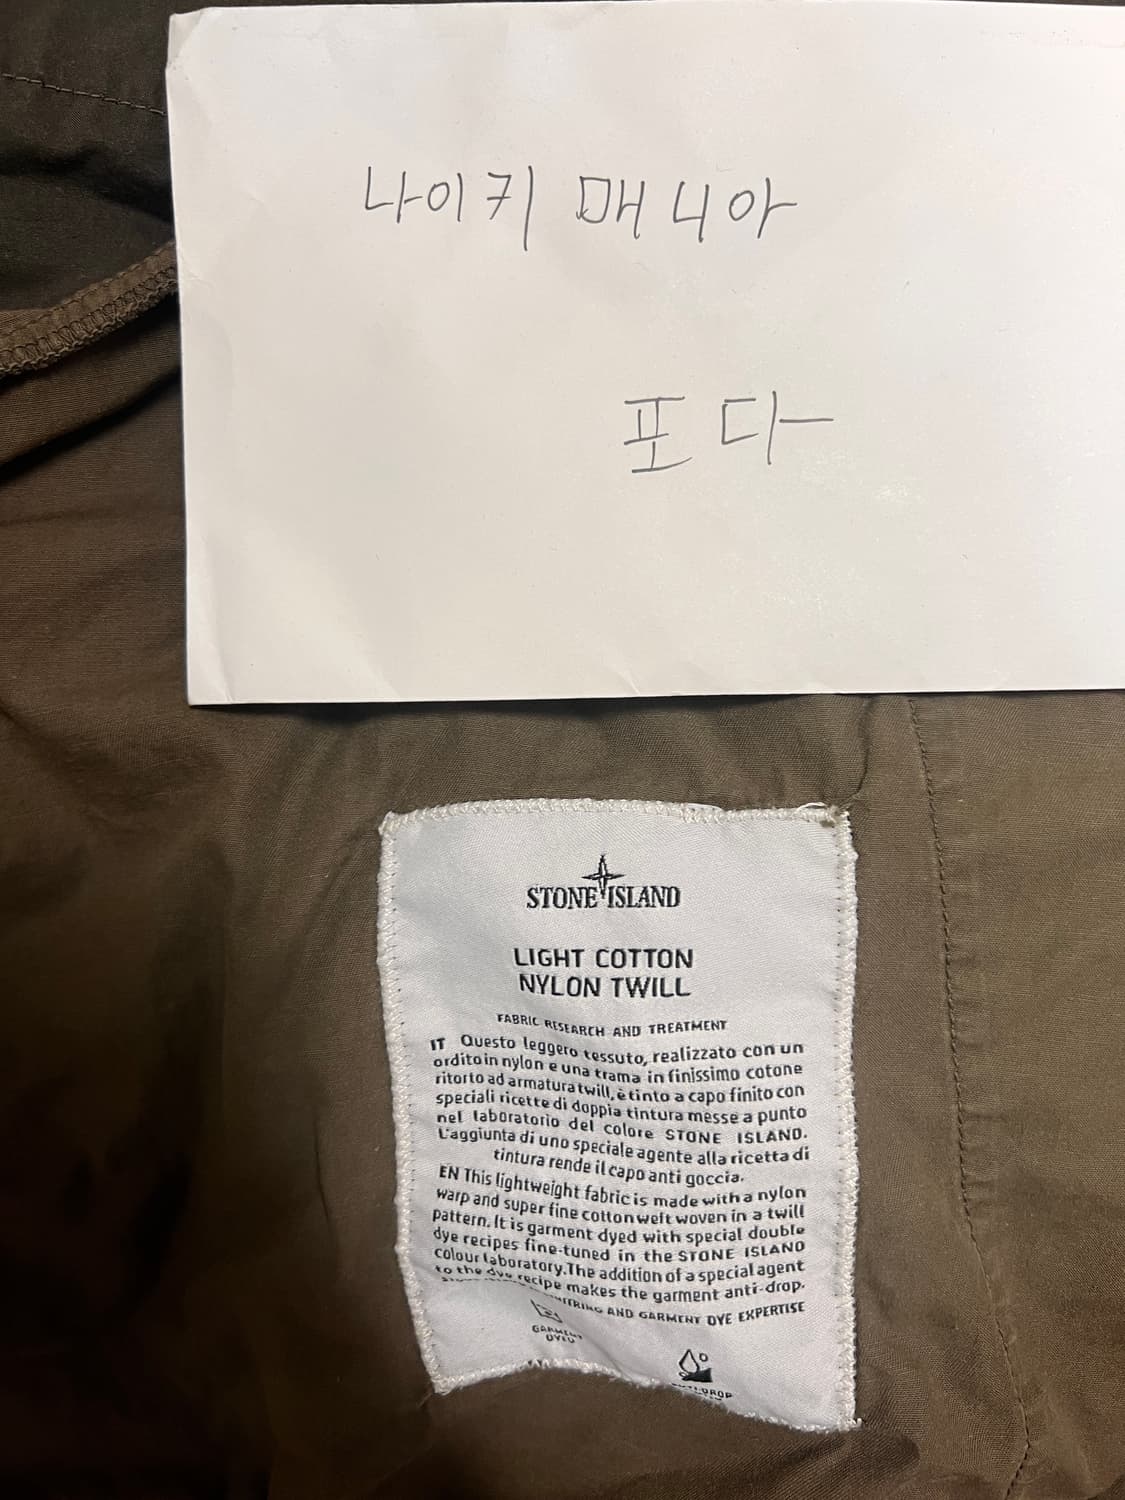 나이키 매니아
포다
STONE ISLAND
LIGHT COTTON
NYLON TWILL
FABRIC RESEARCH AND TREATMENT
IT Questo leggero tessuto, realizzato con un
ordito in nylon e una trama in finissimo cotone
ritorto ad armatura twill, è tinto a capo finito con
speciali ricette di doppia tintura messe a punto
nel laboratorio del colore STONE ISLAND.
L'aggiunta di uno speciale agente alla ricetta di
tintura rende il capo anti goccia.
EN This lightweight fabric is made with a nylon
warp and super fine cotton weft woven in a twill
pattern. It is garment dyed with special double
dye recipes fine-tuned in the STONE ISLAND
colour laboratory. The addition of a special agent
to the dye recipe makes the garment anti-drop.
AND GARMENT DYE EXPERTISE
GARMENT
DYED